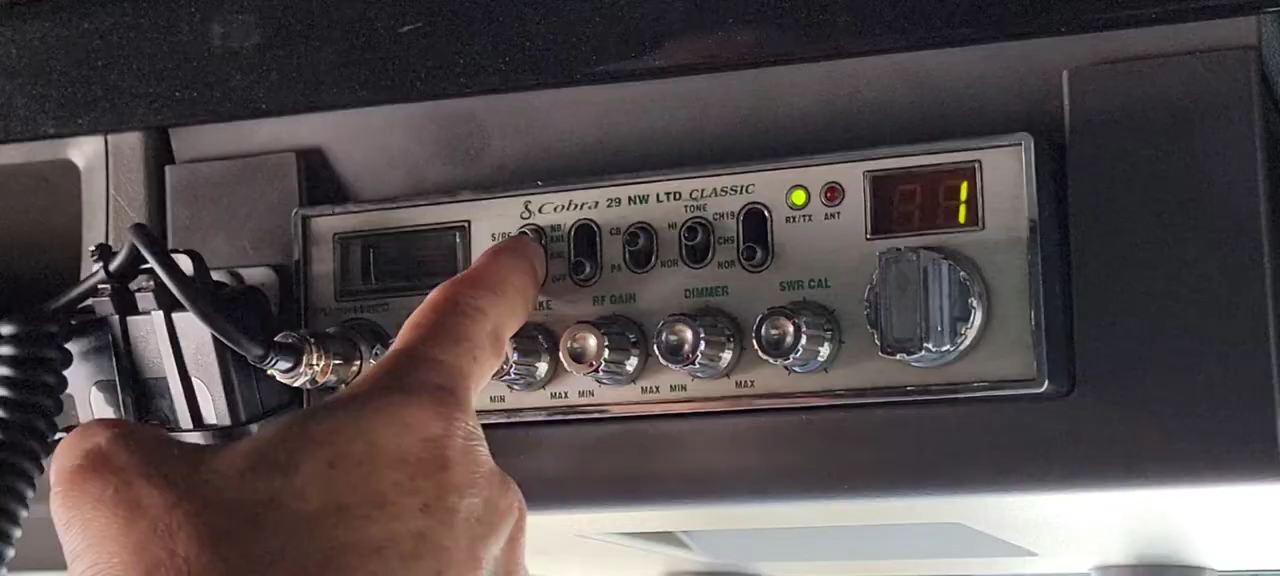 Cobra 29 NW LTD CLASSIC
S/RF
NB/
ANL
OFF
CB
PA
TONE
HI
NOR
CH19
CH9
NOR
RX/TX
ANT
1
RF GAIN
DIMMER
SWR CAL
MIN
MAX
MIN
MAX
MIN
MAX